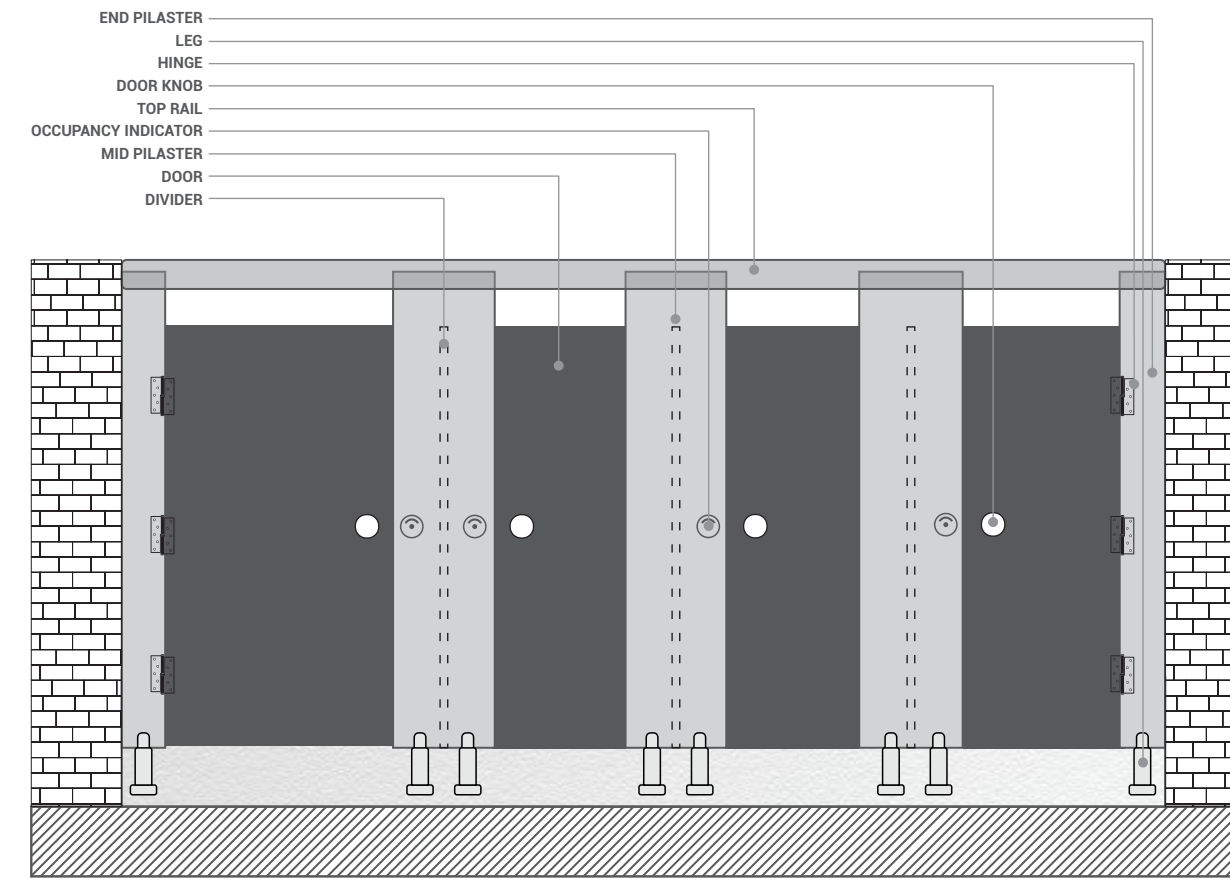 END PILASTER
LEG
HINGE
DOOR KNOB
TOP RAIL
OCCUPANCY INDICATOR
MID PILASTER
DOOR
DIVIDER